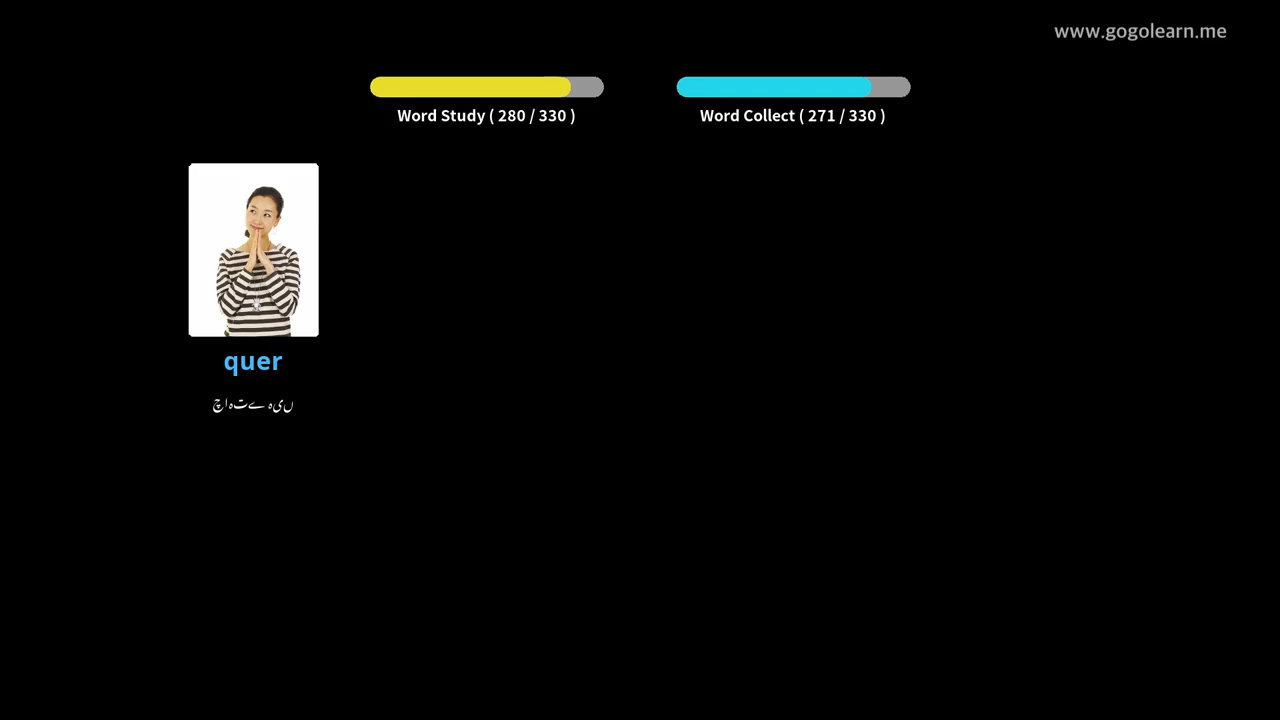 www.gogolearn.me
Word Study ( 280 / 330 )
Word Collect ( 271 / 330 )
quer
چاہتے ہیں